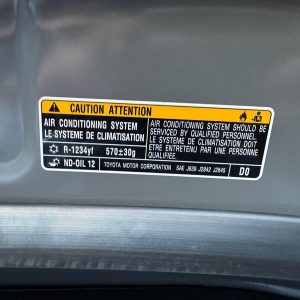 CAUTION ATTENTION
AIR CONDITIONING SYSTEM
LE SYSTEME DE CLIMATISATION
R-1234yf 570±30g
ND-OIL 12
AIR CONDITIONING SYSTEM SHOULD BE
SERVICED BY QUALIFIED PERSONNEL.
LE SYSTEME DE CLIMATISATION DOIT
ETRE ENTRETENU PAR UNE PERSONNE
QUALIFIEE.
TOYOTA MOTOR CORPORATION SAE J639 J2842 J2845 D0